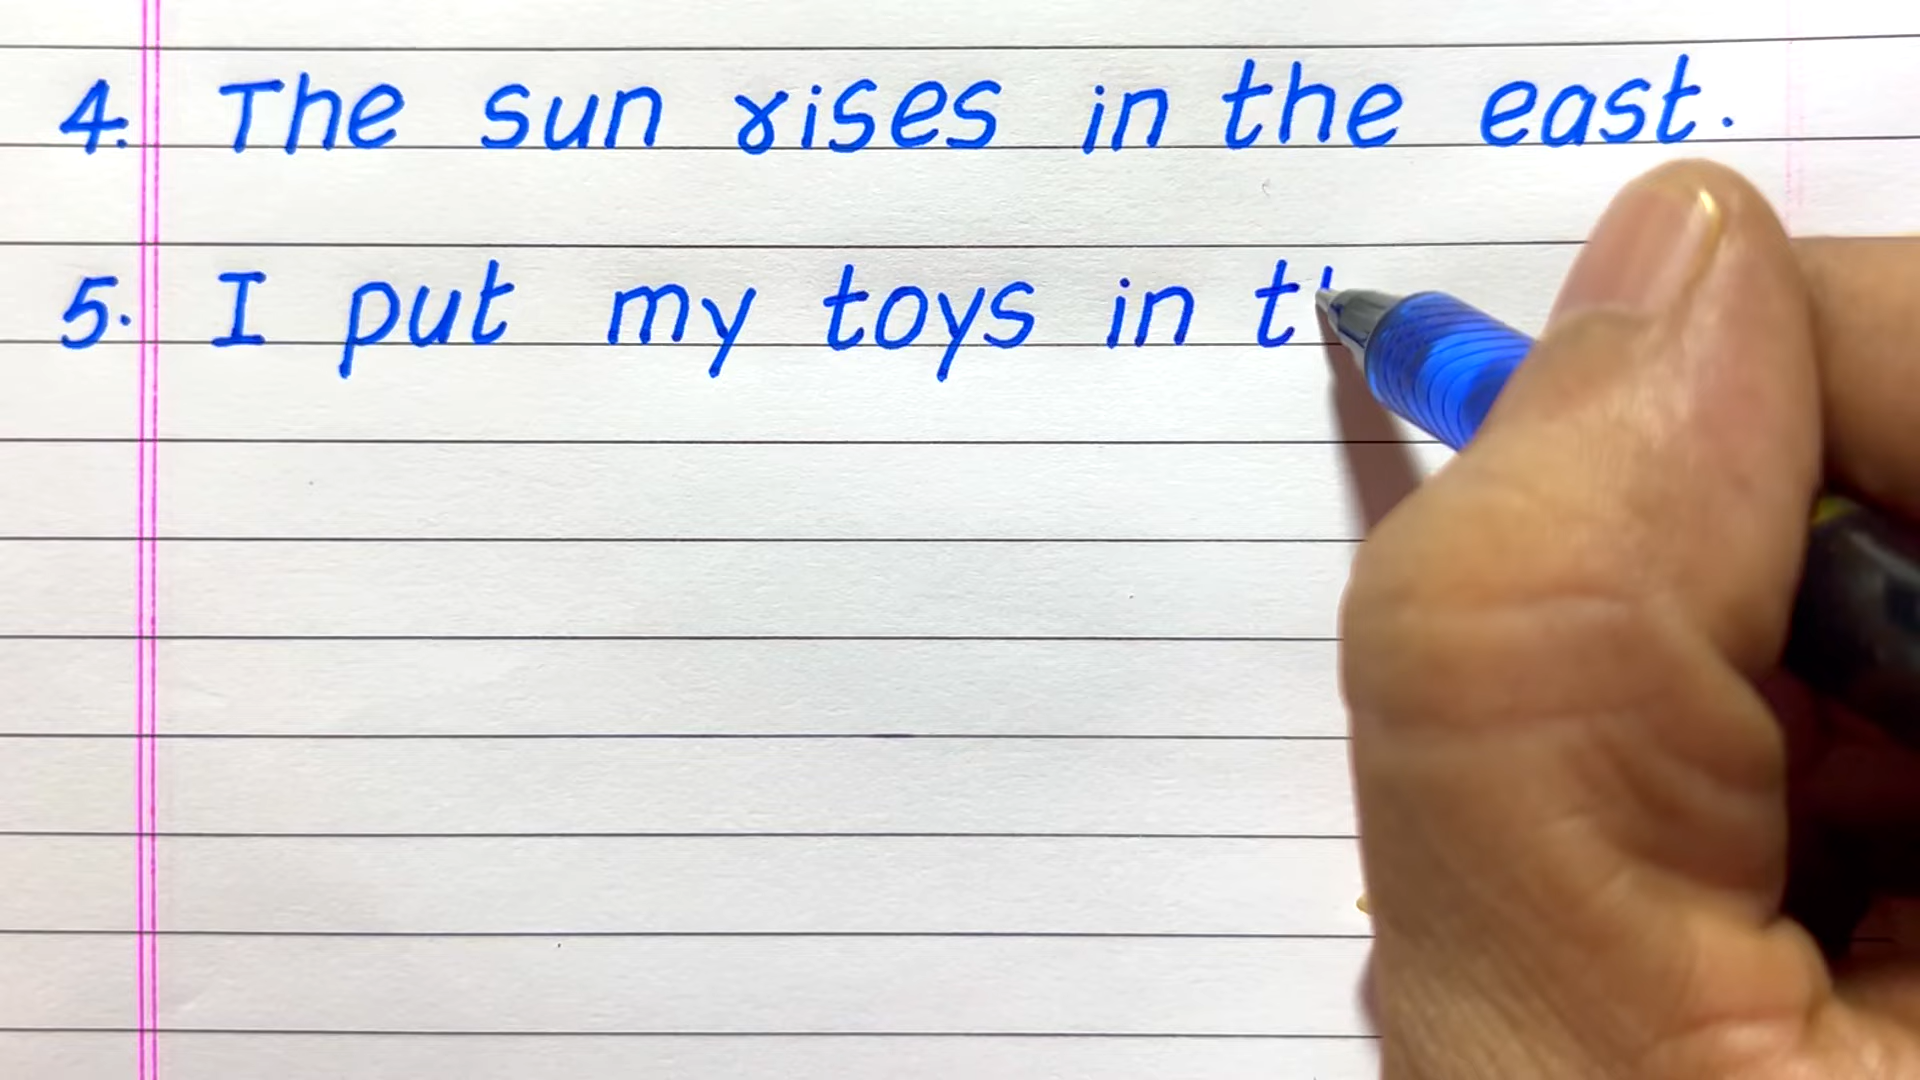 4. The sun rises in the east.
5. I put my toys in